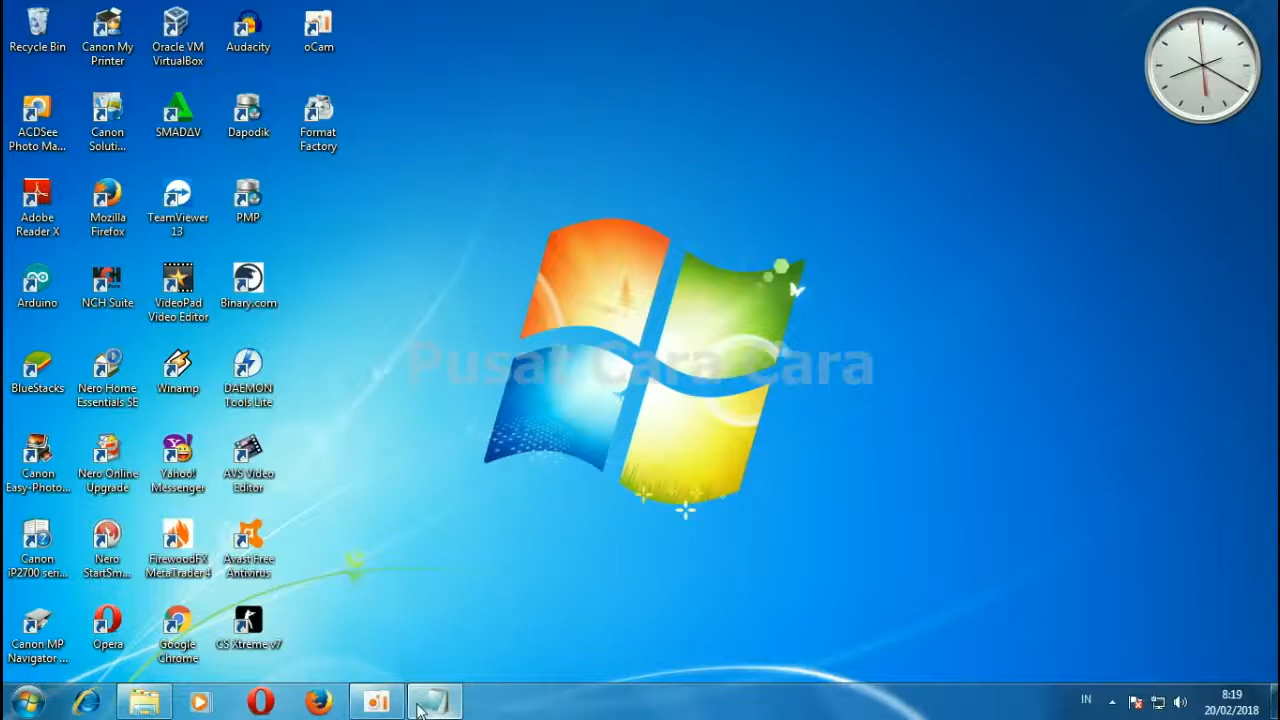 Recycle Bin
Canon My
Printer
Oracle VM
VirtualBox
Audacity
oCam
ACDSee
Photo Ma...
Canon
Soluti...
SMADΔV
Dapodik
Format
Factory
Adobe
Reader X
Mozilla
Firefox
TeamViewer
13
PMP
Arduino
NCH Suite
VideoPad
Video Editor
Binary.com
BlueStacks
Nero Home
Essentials SE
Winamp
DAEMON
Tools Lite
Pusat Cara Cara
Canon
Easy-Photo...
Nero Online
Upgrade
Yahoo!
Messenger
AVS Video
Editor
Canon
iP2700 seri...
Nero
StartSm...
FirewoodFX
MetaTrader 4
Avast Free
Antivirus
Canon MP
Navigator ...
Opera
Google
Chrome
CS Xtreme v7
IN
8:19
20/02/2018